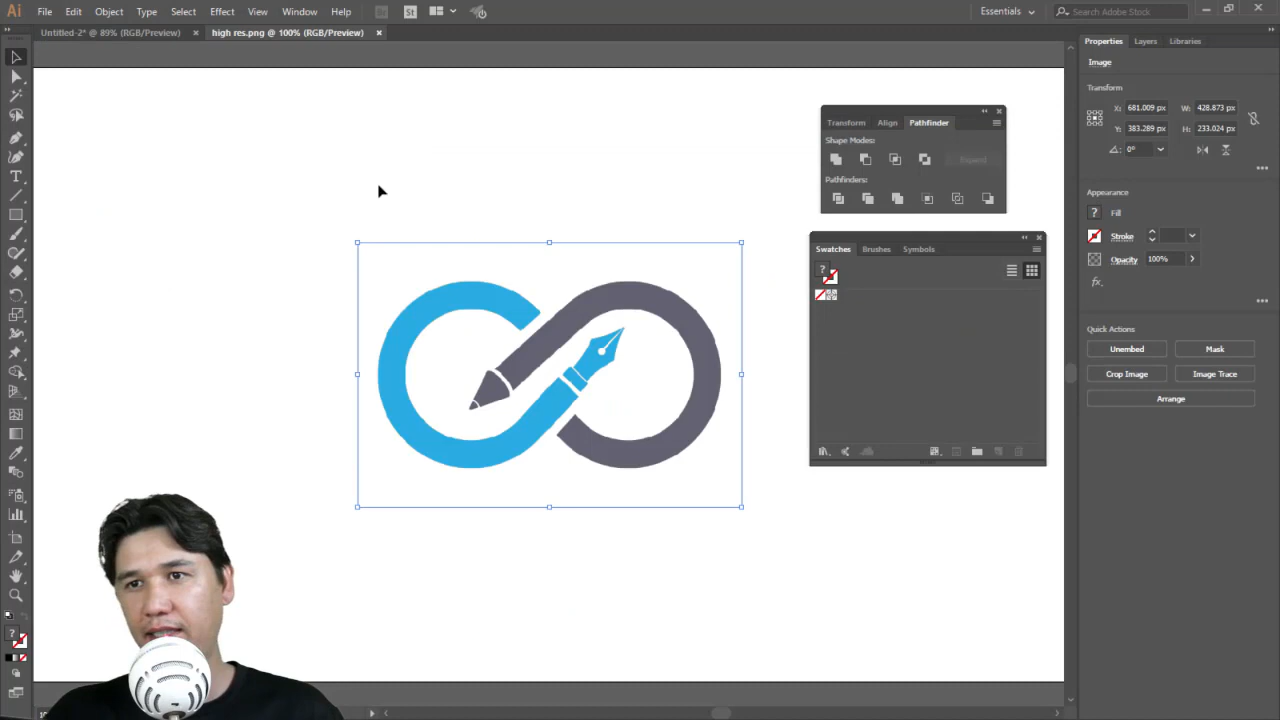 Ai File Edit Object Type Select Effect View Window Help Br St Essentials Search Adobe Stock
Untitled-2* @ 89% (RGB/Preview) × high res.png @ 100% (RGB/Preview) ×
Properties Layers Libraries
Image
Transform
X: 681.009 px W: 428.873 px
Y: 383.289 px H: 233.024 px
0°
Appearance
? Fill
Stroke
Opacity 100%
fx.
Quick Actions
Unembed Mask
Crop Image Image Trace
Arrange
Transform Align Pathfinder
Shape Modes:
Expand
Pathfinders:
Swatches Brushes Symbols
?
T
?